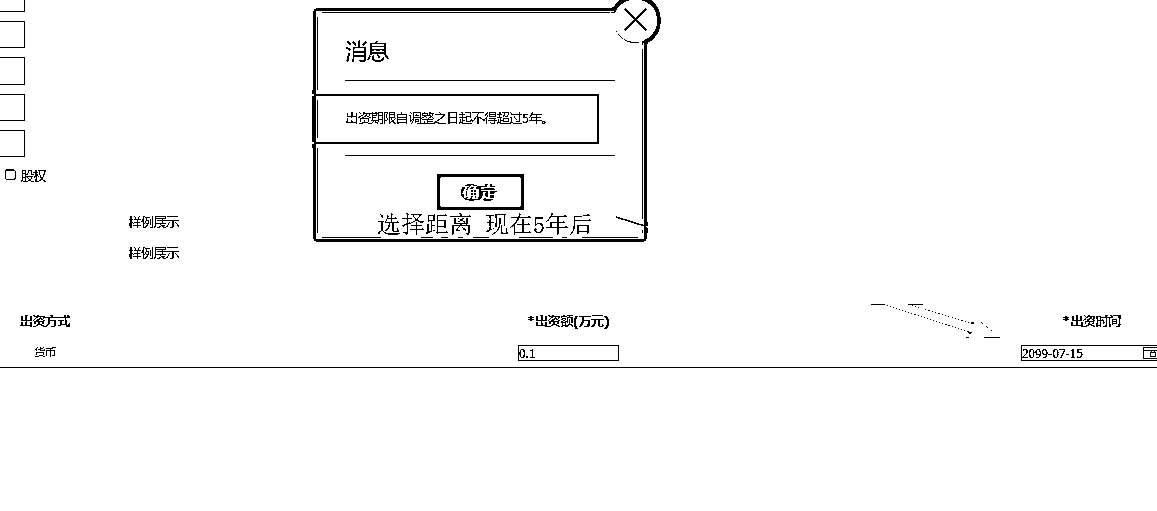 消息
出资期限自调整之日起不得超过5年。
股权
确定
选择距离 现在5年后
样例展示
样例展示
出资方式 *出资额(万元) *出资时间
货币 0.1 2099-07-15